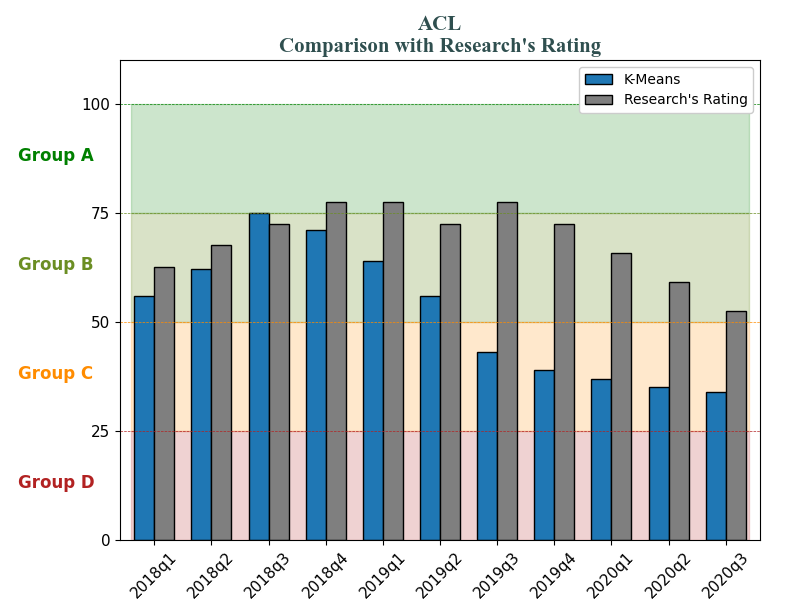 ACL
Comparison with Research's Rating
K-Means
Research's Rating
100
Group A
75
Group B
50
Group C
25
Group D
0
2018q1
2018q2
2018q3
2018q4
2019q1
2019q2
2019q3
2019q4
2020q1
2020q2
2020q3